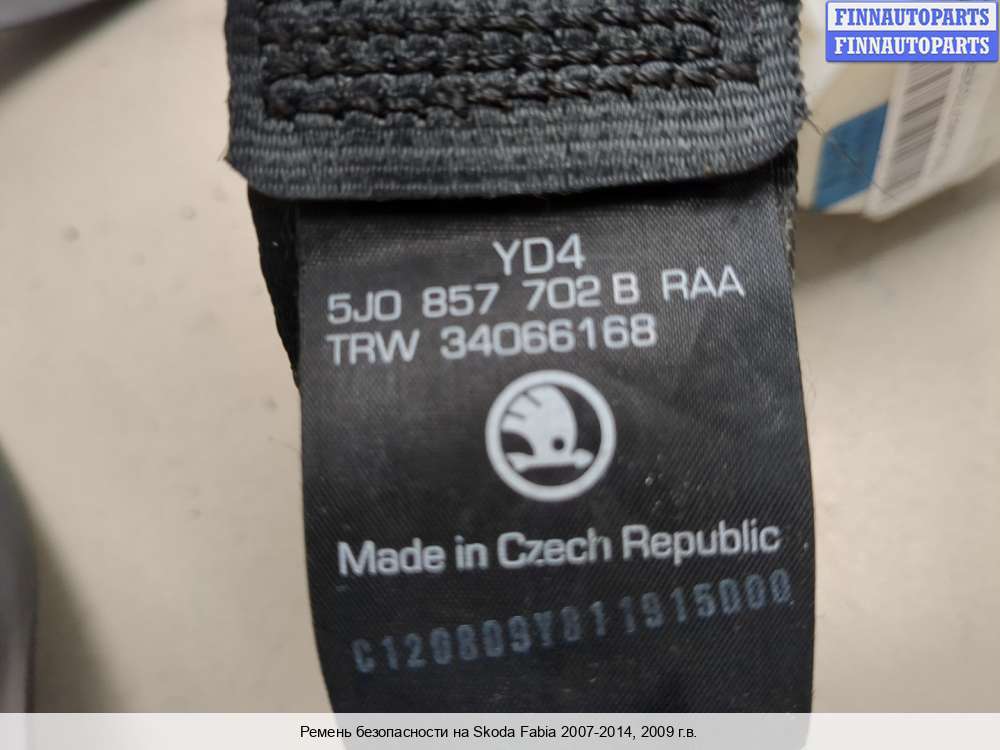 FINNAUTOPARTS
FINNAUTOPARTS
YD4
5J0 857 702 B RAA
TRW 34066168
Made in Czech Republic
C120809Y011915000
Ремень безопасности на Skoda Fabia 2007-2014, 2009 г.в.